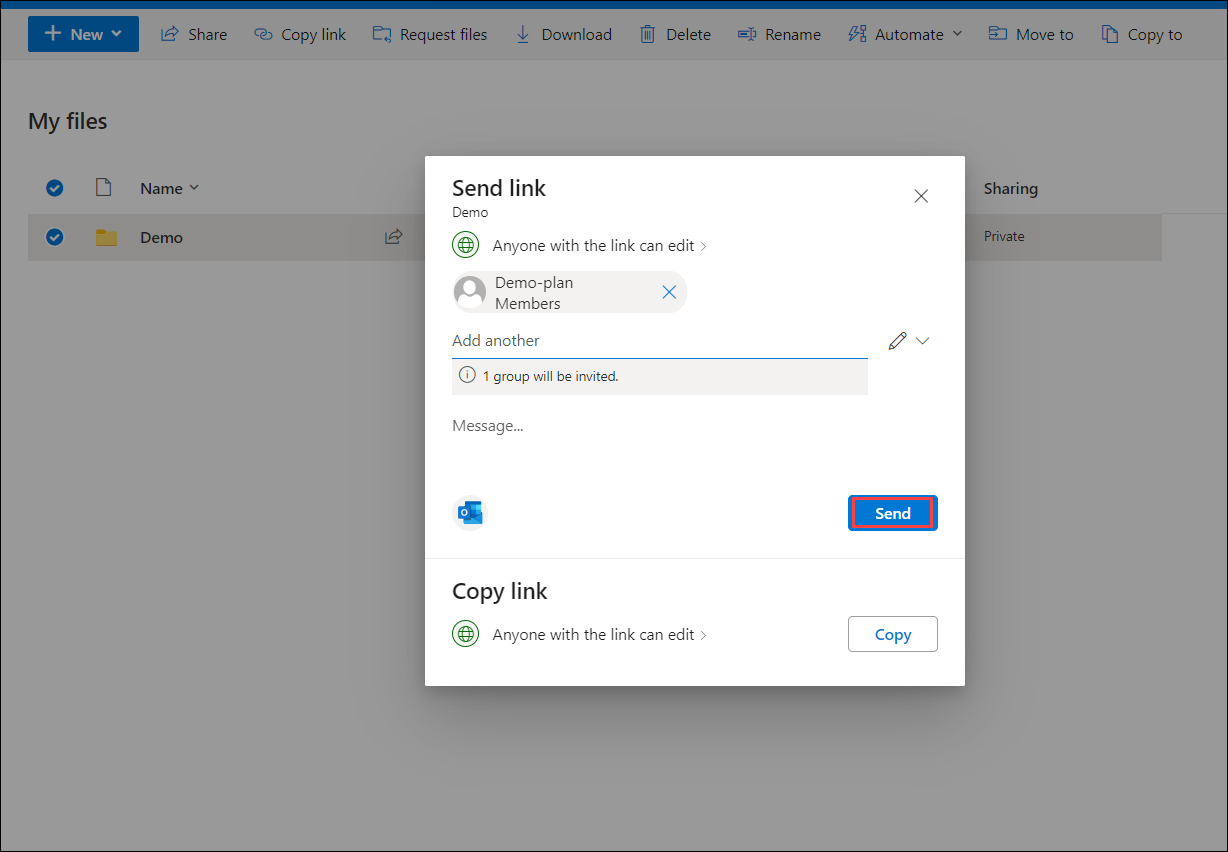 New
Share
Copy link
Request files
Download
Delete
Rename
Automate
Move to
Copy to
My files
Name
Sharing
Demo
Private
Send link
Demo
Anyone with the link can edit
Demo-plan
Members
Add another
1 group will be invited.
Message...
Send
Copy link
Anyone with the link can edit
Copy